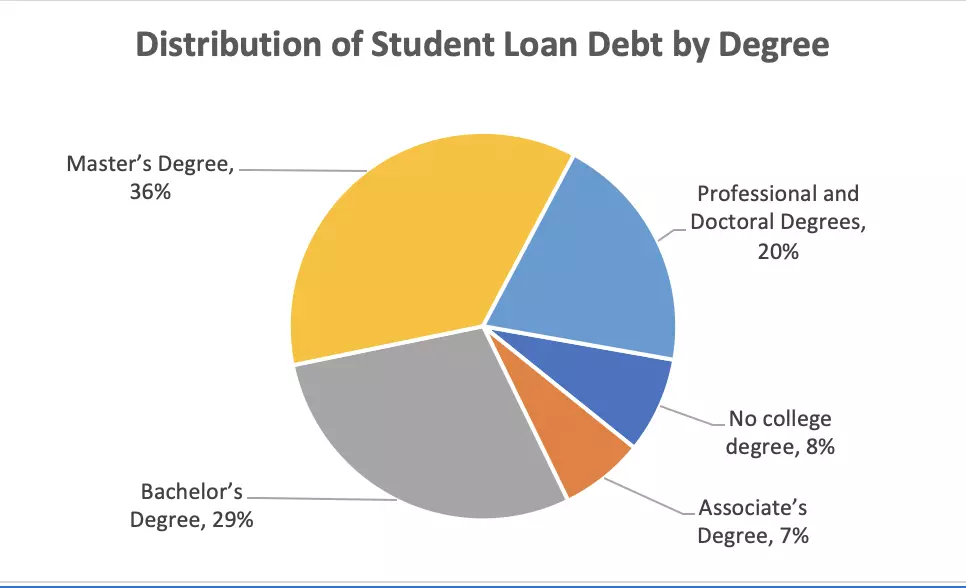 Distribution of Student Loan Debt by Degree
Master’s Degree,
36%
Professional and
Doctoral Degrees,
20%
No college
degree, 8%
Associate’s
Degree, 7%
Bachelor’s
Degree, 29%